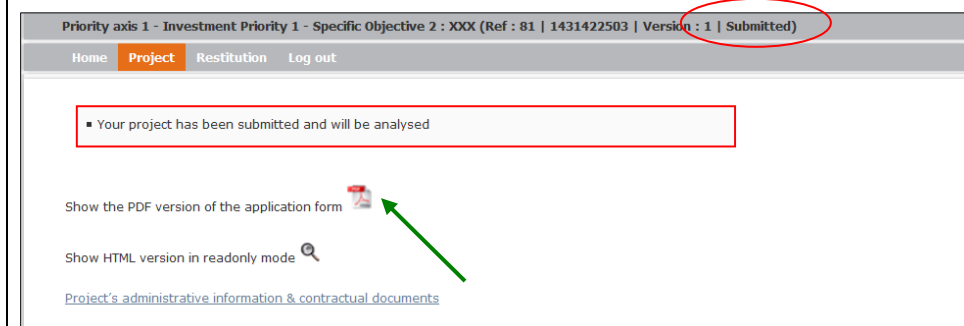 Priority axis 1 - Investment Priority 1 - Specific Objective 2 : XXX (Ref : 81 | 1431422503 | Version : 1 | Submitted)
Home Project Restitution Log out
▪ Your project has been submitted and will be analysed
Show the PDF version of the application form
Show HTML version in readonly mode
Project's administrative information & contractual documents